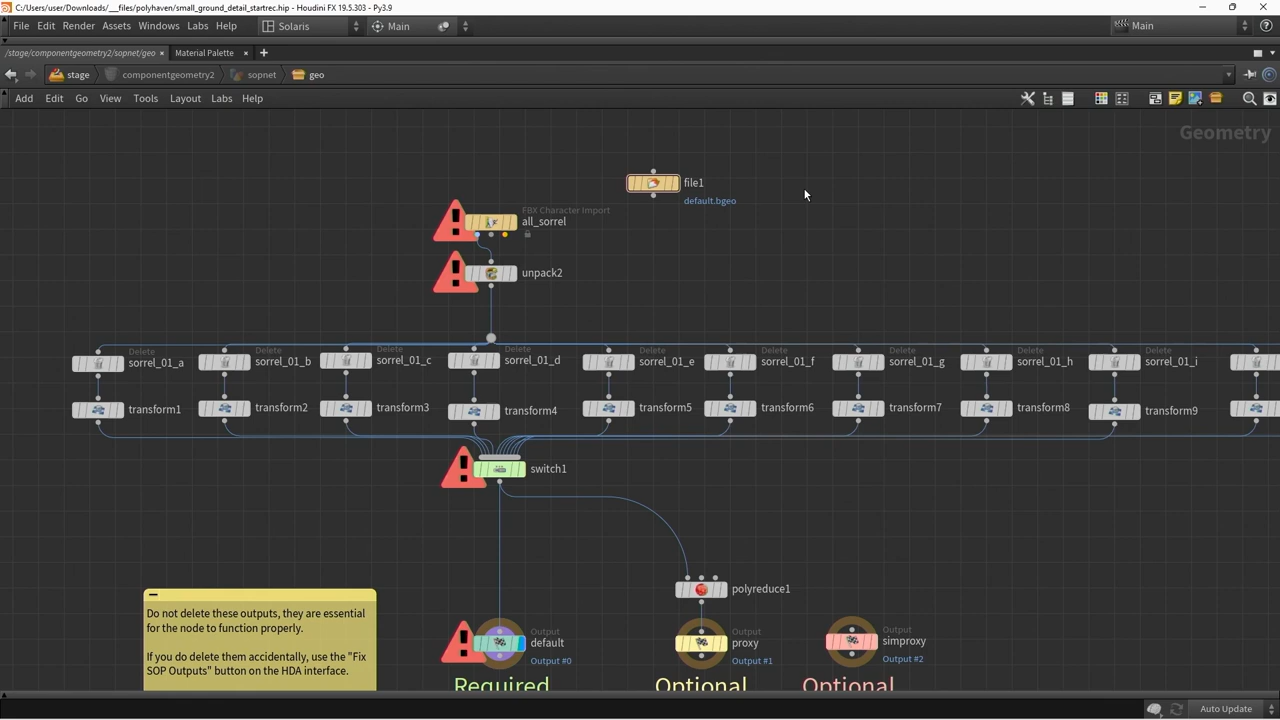 C:/Users/user/Downloads/__files/polyhaven/small_ground_detail_startrec.hip - Houdini FX 19.5.303 - Py3.9
File Edit Render Assets Windows Labs Help Solaris Main Main
/stage/componentgeometry2/sopnet/geo Material Palette
stage componentgeometry2 sopnet geo
Add Edit Go View Tools Layout Labs Help
Geometry
file1
default.bgeo
FBX Character Import
all_sorrel
unpack2
Delete Delete Delete Delete Delete Delete Delete Delete Delete
sorrel_01_a sorrel_01_b sorrel_01_c sorrel_01_d sorrel_01_e sorrel_01_f sorrel_01_g sorrel_01_h sorrel_01_i
transform1 transform2 transform3 transform4 transform5 transform6 transform7 transform8 transform9
switch1
polyreduce1
Do not delete these outputs, they are essential
for the node to function properly.
If you do delete them accidentally, use the "Fix
SOP Outputs" button on the HDA interface.
Output
default
Output #0
Required
Output
proxy
Output #1
Optional
Output
simproxy
Output #2
Optional
Auto Update